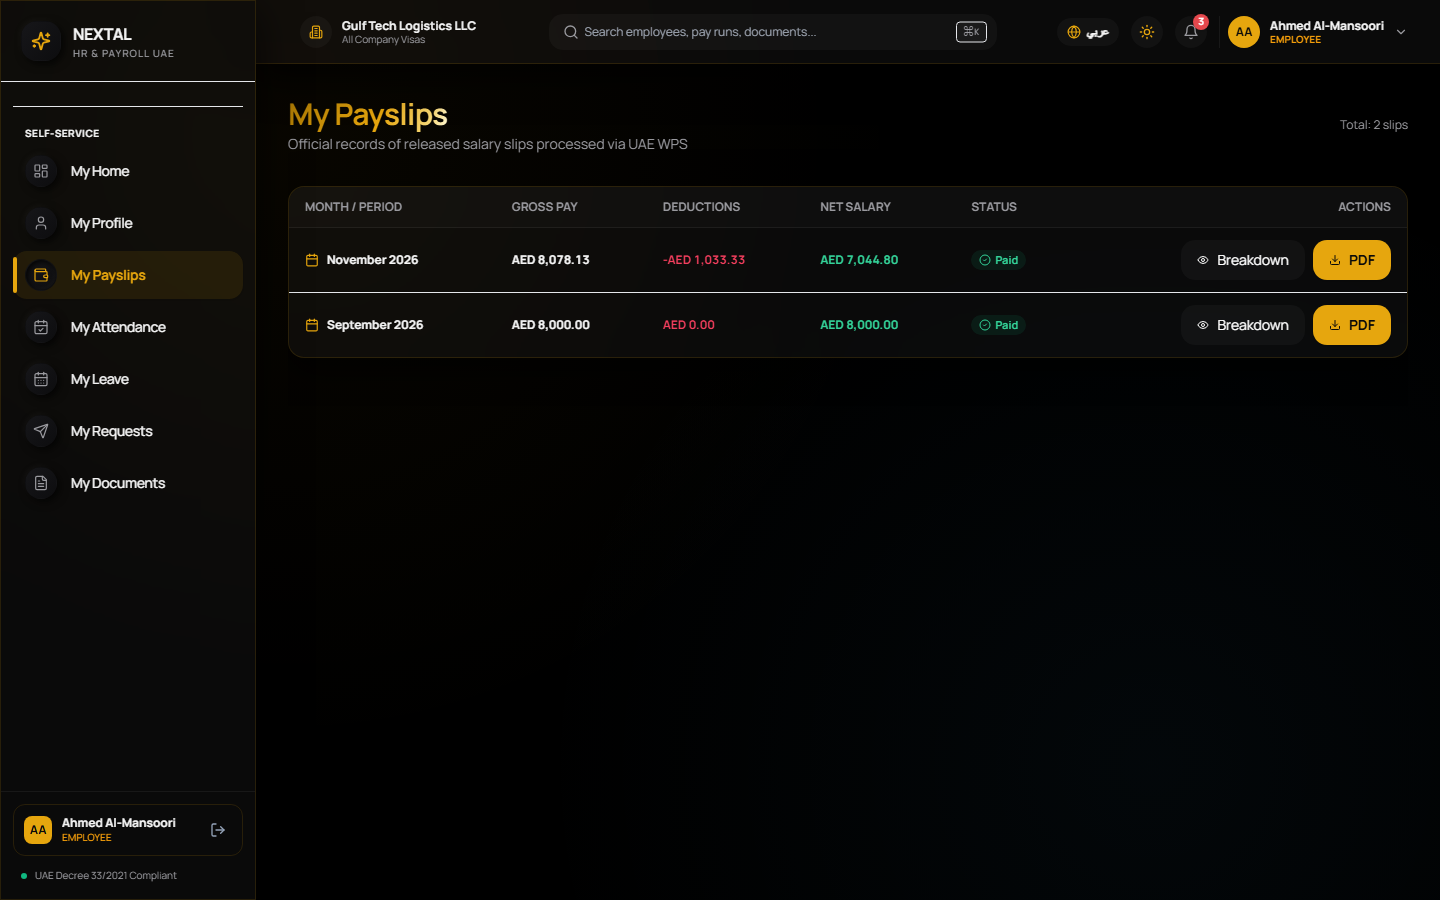 NEXTAL
HR & PAYROLL UAE
SELF-SERVICE
My Home
My Profile
My Payslips
My Attendance
My Leave
My Requests
My Documents
Ahmed Al-Mansoori
EMPLOYEE
UAE Decree 33/2021 Compliant
Gulf Tech Logistics LLC
All Company Visas
Search employees, pay runs, documents...
⌘K
عربي
3
AA
Ahmed Al-Mansoori
EMPLOYEE
My Payslips
Official records of released salary slips processed via UAE WPS
Total: 2 slips
MONTH / PERIOD GROSS PAY DEDUCTIONS NET SALARY STATUS ACTIONS
November 2026 AED 8,078.13 -AED 1,033.33 AED 7,044.80 Paid Breakdown PDF
September 2026 AED 8,000.00 AED 0.00 AED 8,000.00 Paid Breakdown PDF
AA